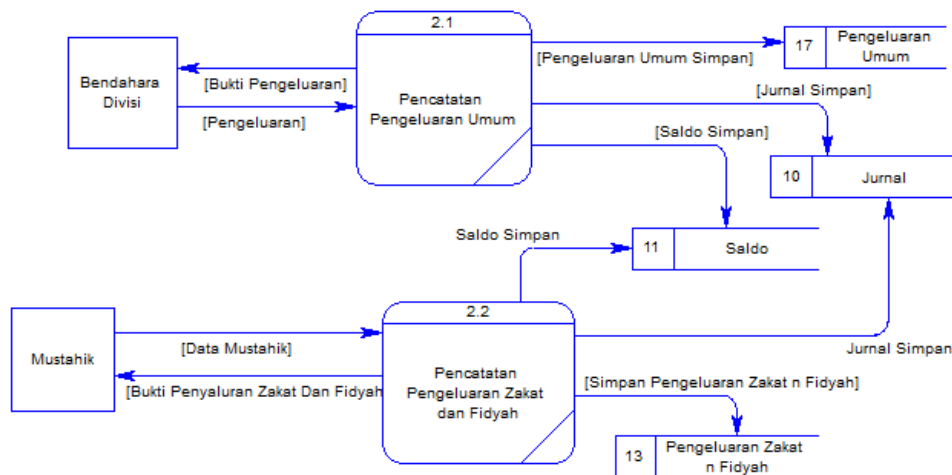 2.1
17
Pengeluaran
Umum
[Pengeluaran Umum Simpan]
Bendahara
Divisi
[Bukti Pengeluaran]
[Pengeluaran]
Pencatatan
Pengeluaran Umum
[Jurnal Simpan]
[Saldo Simpan]
10
Jurnal
Saldo Simpan
11
Saldo
2.2
Mustahik
[Data Mustahik]
[Bukti Penyaluran Zakat Dan Fidyah
Pencatatan
Pengeluaran Zakat
dan Fidyah
Jurnal Simpan
[Simpan Pengeluaran Zakat n Fidyah]
13
Pengeluaran Zakat
n Fidyah